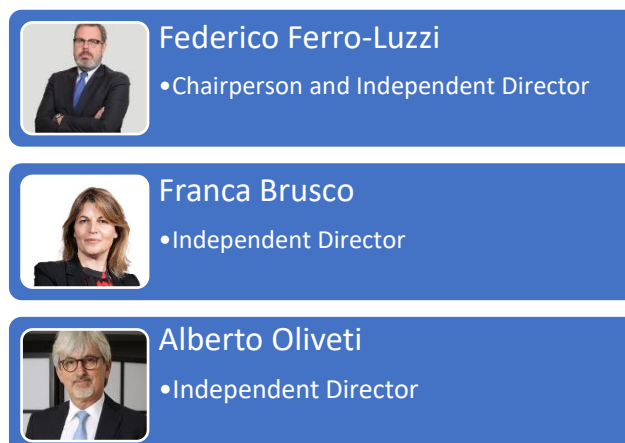 Federico Ferro-Luzzi
•Chairperson and Independent Director
Franca Brusco
•Independent Director
Alberto Oliveti
•Independent Director